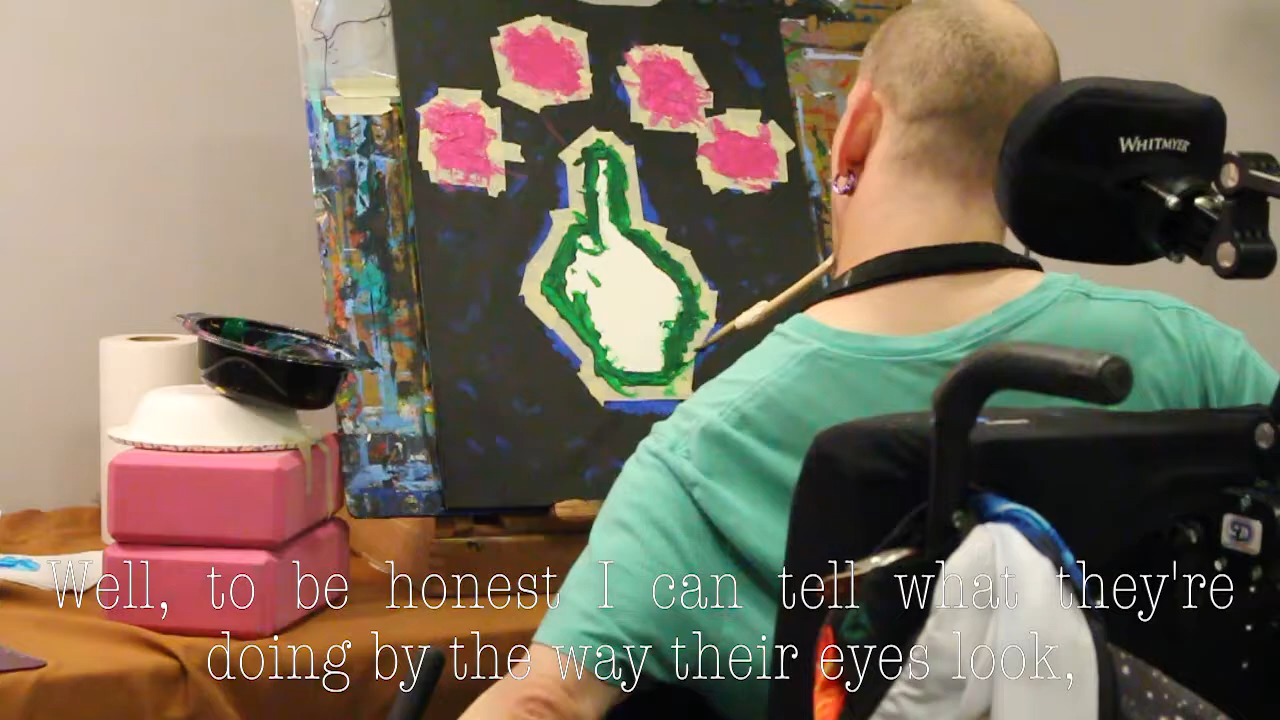 WHITMYER
Well, to be honest I can tell what they're
doing by the way their eyes look,